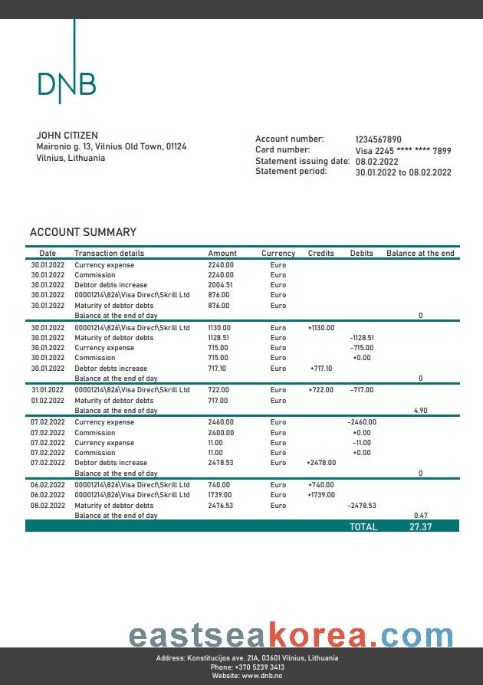 DNB
JOHN CITIZEN
Maironio g. 13, Vilnius Old Town, 01124
Vilnius, Lithuania
Account number: 1234567890
Card number: Visa 2245 **** **** 7899
Statement issuing date: 08.02.2022
Statement period: 30.01.2022 to 08.02.2022
ACCOUNT SUMMARY
Date Transaction details Amount Currency Credits Debits Balance at the end
30.01.2022 Currency expense 2240.00 Euro
30.01.2022 Commission 2240.00 Euro
30.01.2022 Debtor debts increase 2004.51 Euro
30.01.2022 00001214\826\Visa Direct\Skrill Ltd 876.00 Euro
30.01.2022 Maturity of debtor debts 876.00 Euro
Balance at the end of day 0
30.01.2022 00001214\826\Visa Direct\Skrill Ltd 1130.00 Euro +1130.00
30.01.2022 Maturity of debtor debts 1128.51 Euro -1128.51
30.01.2022 Currency expense 715.00 Euro -715.00
30.01.2022 Commission 715.00 Euro +0.00
30.01.2022 Debtor debts increase 717.10 Euro +717.10
Balance at the end of day 0
31.01.2022 00001214\826\Visa Direct\Skrill Ltd 722.00 Euro +722.00 -717.00
01.02.2022 Maturity of debtor debts 717.00 Euro
Balance at the end of day 4.90
07.02.2022 Currency expense 2460.00 Euro -2460.00
07.02.2022 Commission 2400.00 Euro +0.00
07.02.2022 Currency expense 11.00 Euro -11.00
07.02.2022 Commission 11.00 Euro +0.00
07.02.2022 Debtor debts increase 2478.53 Euro +2478.00
Balance at the end of day 0
06.02.2022 00001214\826\Visa Direct\Skrill Ltd 740.00 Euro +740.00
06.02.2022 00001214\826\Visa Direct\Skrill Ltd 1739.00 Euro +1739.00
08.02.2022 Maturity of debtor debts 2476.53 Euro -2478.53
Balance at the end of day 0.47
TOTAL 27.37
eastseakorea.com
Address: Konstitucijos ave. 21A, 03601 Vilnius, Lithuania
Phone: +370 5239 3413
Website: www.dnb.no